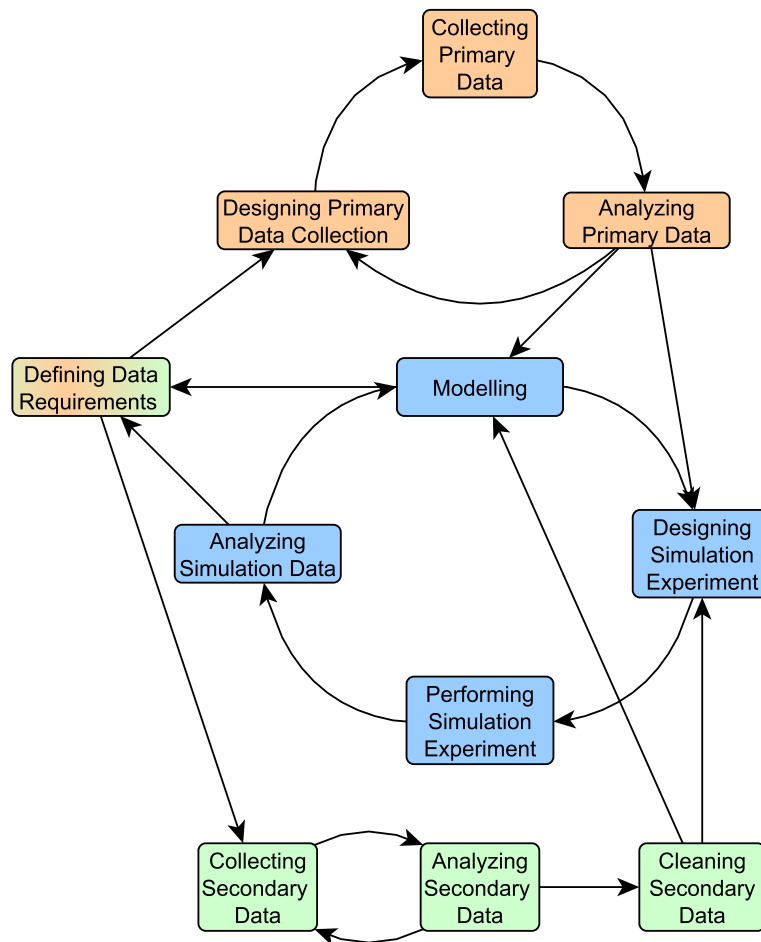 Collecting
Primary
Data
Designing Primary
Data Collection
Analyzing
Primary Data
Defining Data
Requirements
Modelling
Analyzing
Simulation Data
Designing
Simulation
Experiment
Performing
Simulation
Experiment
Collecting
Secondary
Data
Analyzing
Secondary
Data
Cleaning
Secondary
Data